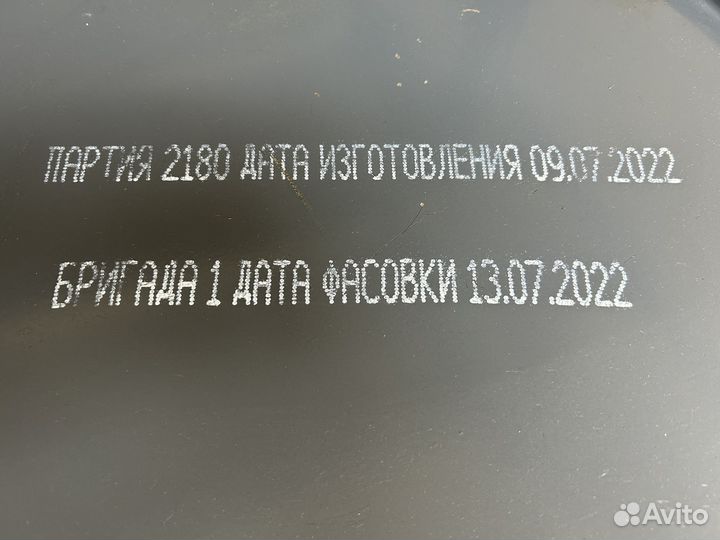 ПАРТИЯ 2180 ДАТА ИЗГОТОВЛЕНИЯ 09.07.2022
БРИГАДА 1 ДАТА ФАСОВКИ 13.07.2022
Avito